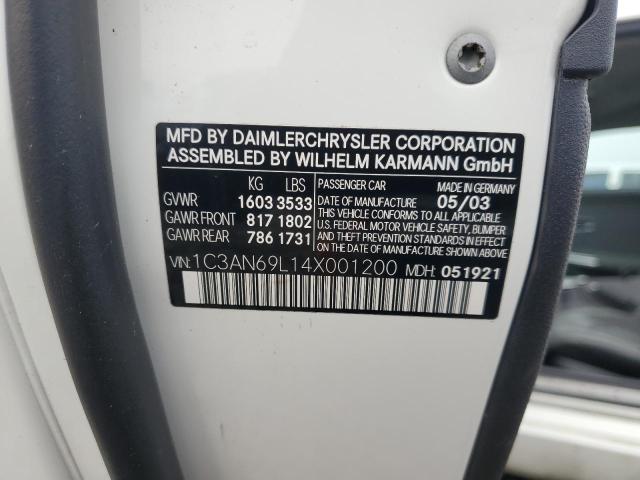 MFD BY DAIMLERCHRYSLER CORPORATION
ASSEMBLED BY WILHELM KARMANN GmbH
KG LBS
GVWR 1603 3533
GAWR FRONT 817 1802
GAWR REAR 786 1731
PASSENGER CAR MADE IN GERMANY
DATE OF MANUFACTURE 05/03
THIS VEHICLE CONFORMS TO ALL APPLICABLE
U.S. FEDERAL MOTOR VEHICLE SAFETY, BUMPER
AND THEFT PREVENTION STANDARDS IN EFFECT
ON THE DATE OF MANUFACTURE SHOWN ABOVE.
VIN: 1C3AN69L14X001200 MDH: 051921